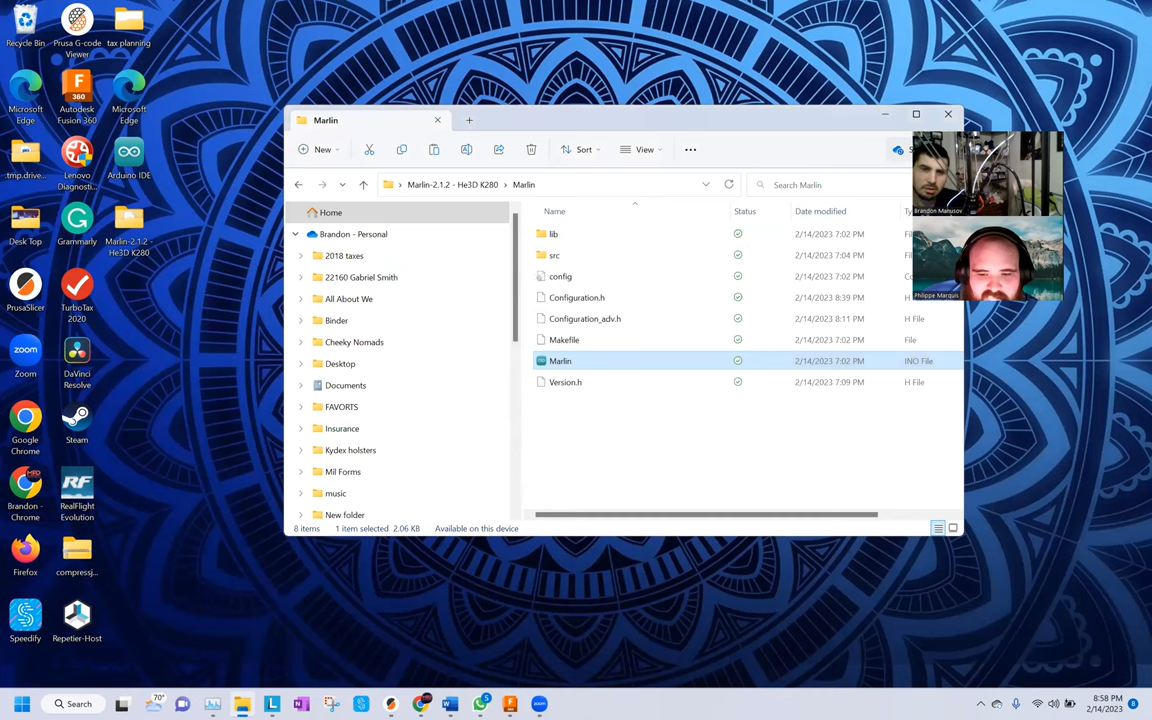 Recycle Bin
Prusa G-code
Viewer
tax planning
Microsoft
Edge
Autodesk
Fusion 360
Microsoft
Edge
.tmp.drive...
Lenovo
Diagnosti...
Arduino IDE
Desk Top
Grammarly
Marlin-2.1.2 -
He3D K280
PrusaSlicer
TurboTax
2020
Zoom
DaVinci
Resolve
Google
Chrome
Steam
Brandon -
Chrome
RealFlight
Evolution
Firefox
compressj...
Speedify
Repetier-Host
Marlin
New
Sort
View
Marlin-2.1.2 - He3D K280 > Marlin
Search Marlin
Home
Brandon - Personal
2018 taxes
22160 Gabriel Smith
All About We
Binder
Cheeky Nomads
Desktop
Documents
FAVORTS
Insurance
Kydex holsters
Mil Forms
music
New folder
Name Status Date modified Ty
lib 2/14/2023 7:02 PM Fil
src 2/14/2023 7:04 PM Fil
config 2/14/2023 7:02 PM Co
Configuration.h 2/14/2023 8:39 PM H File
Configuration_adv.h 2/14/2023 8:11 PM H File
Makefile 2/14/2023 7:02 PM File
Marlin 2/14/2023 7:02 PM INO File
Version.h 2/14/2023 7:09 PM H File
8 items 1 item selected 2.06 KB Available on this device
Brandon Manusov
Philippe Marquis
70°
Search
5
8:58 PM
2/14/2023
8